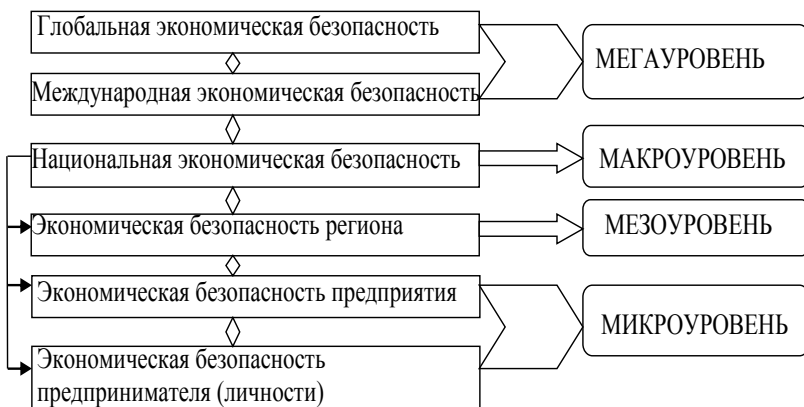 Глобальная экономическая безопасность
МЕГАУРОВЕНЬ
Международная экономическая безопасность
Национальная экономическая безопасность
МАКРОУРОВЕНЬ
Экономическая безопасность региона
МЕЗОУРОВЕНЬ
Экономическая безопасность предприятия
МИКРОУРОВЕНЬ
Экономическая безопасность
предпринимателя (личности)